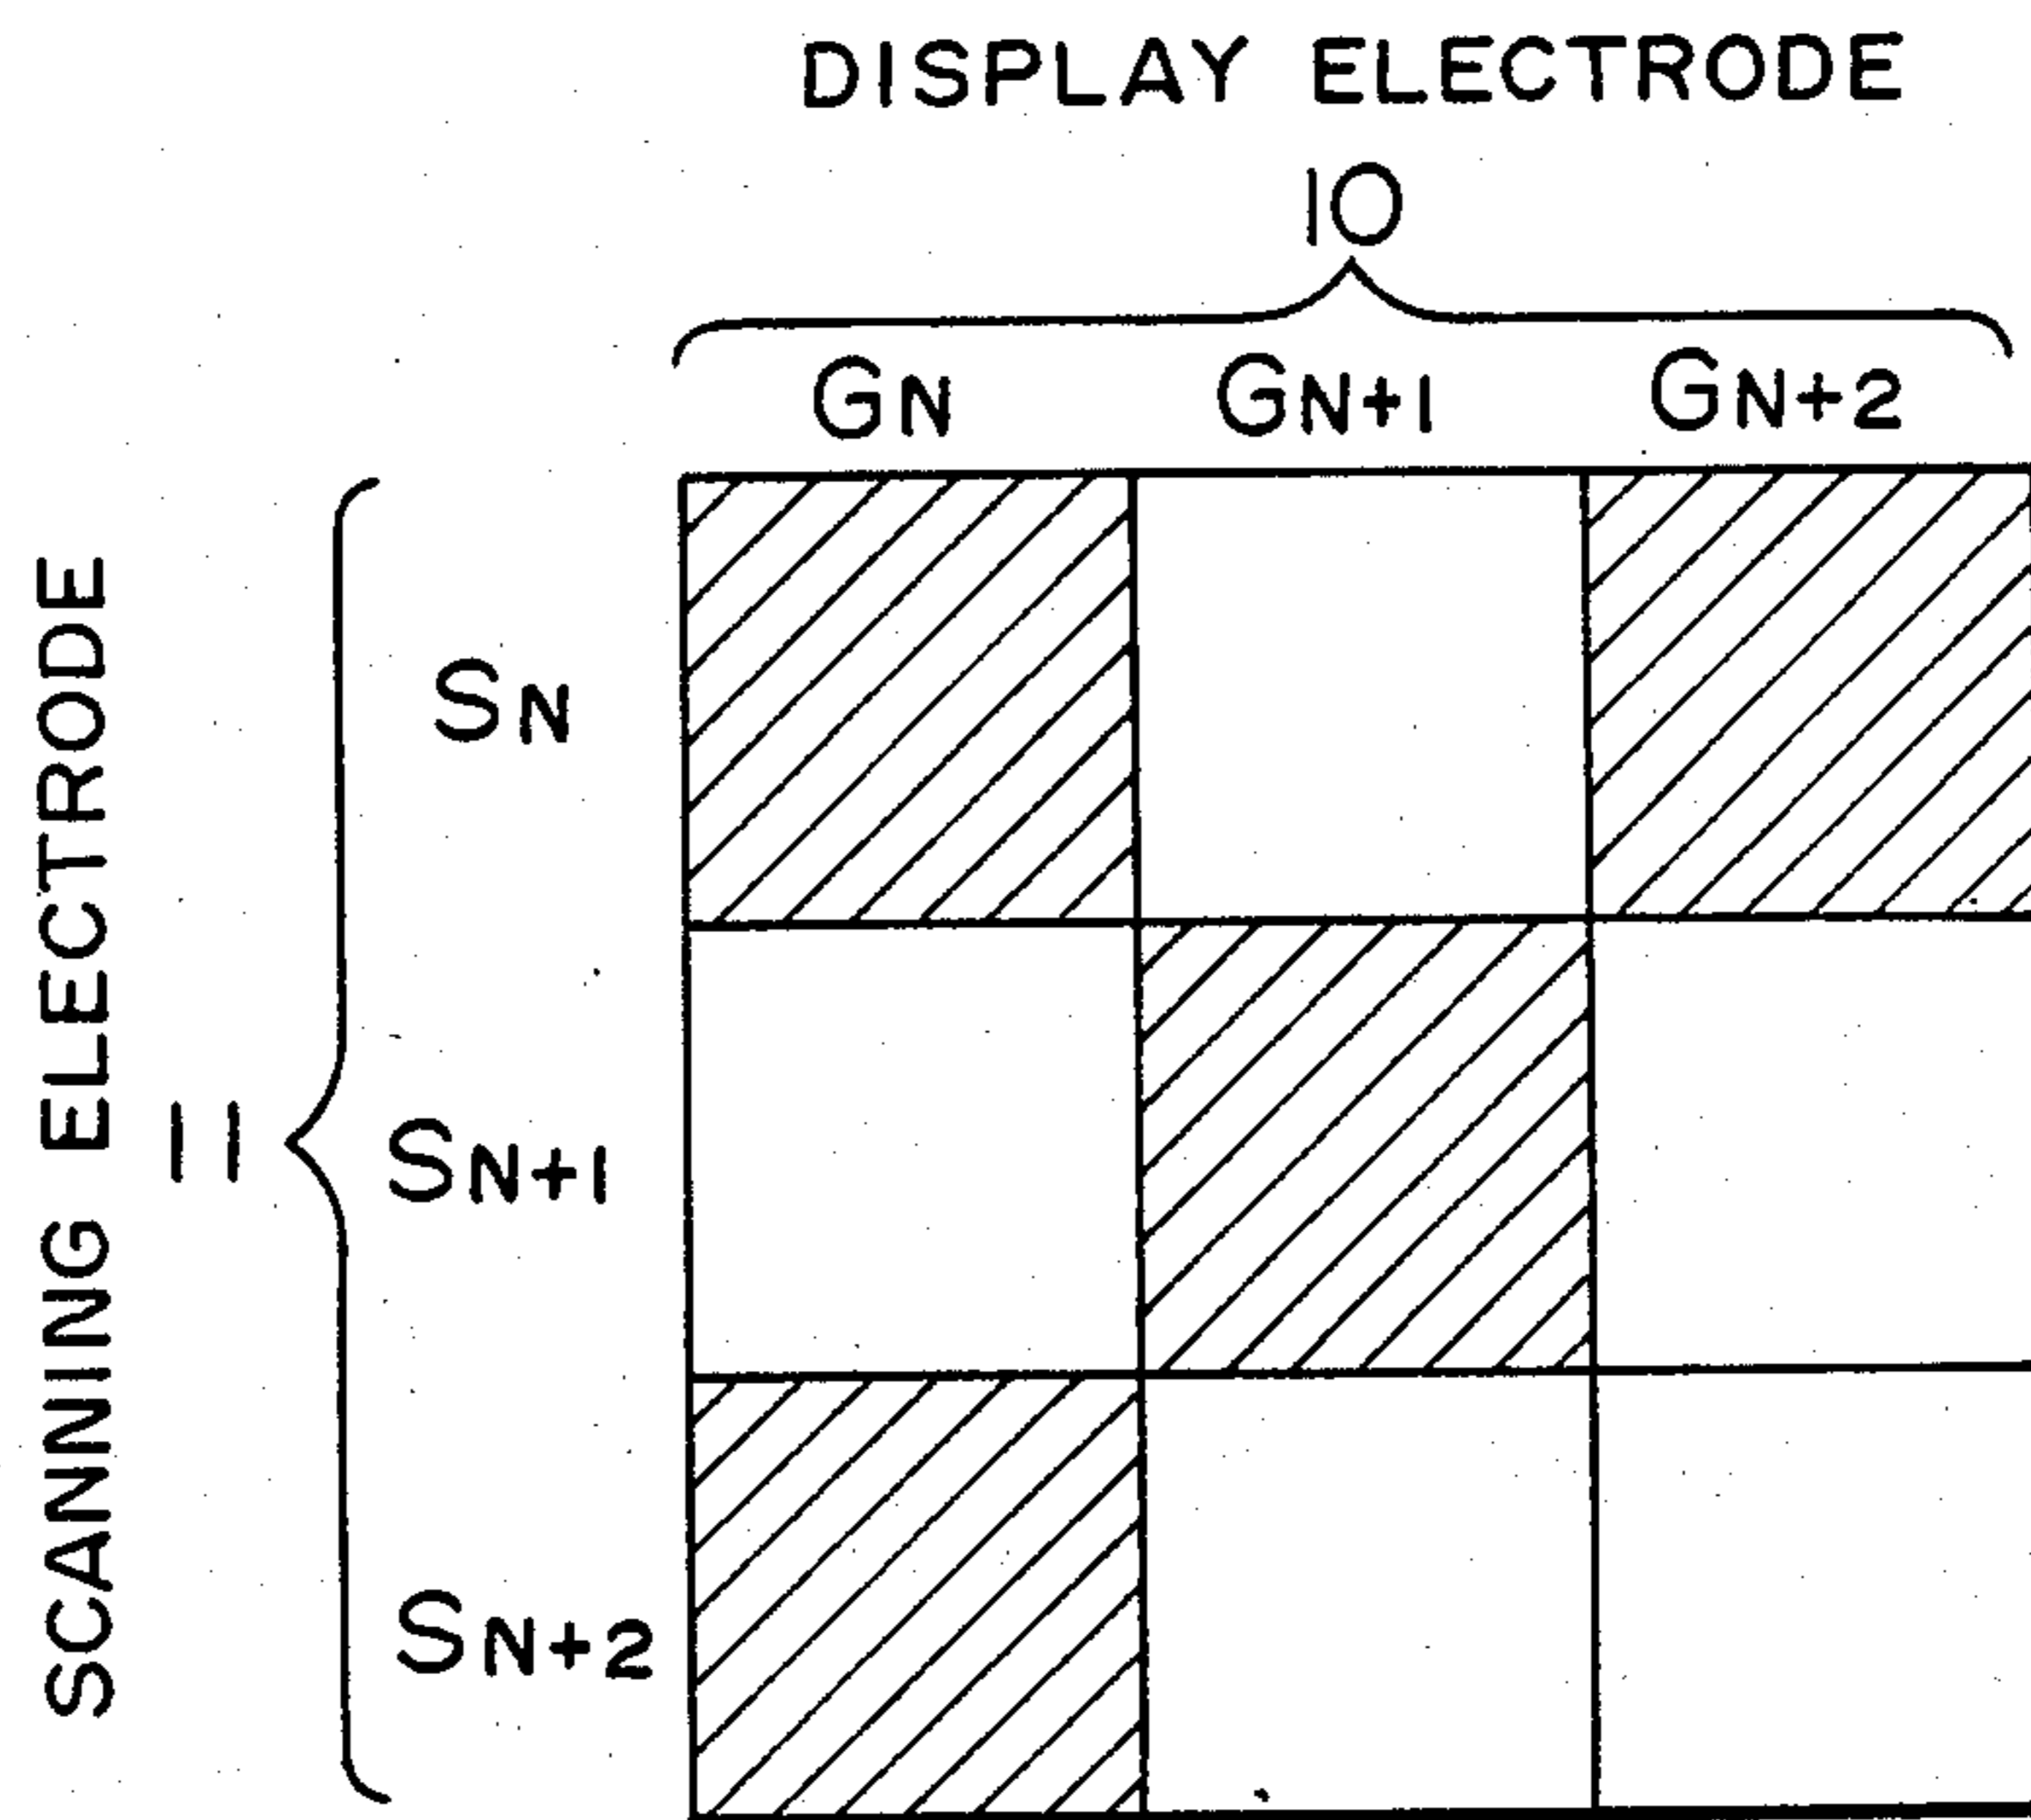 DISPLAY ELECTRODE
10
GN GN+1 GN+2
SCANNING ELECTRODE
11
SN
SN+1
SN+2